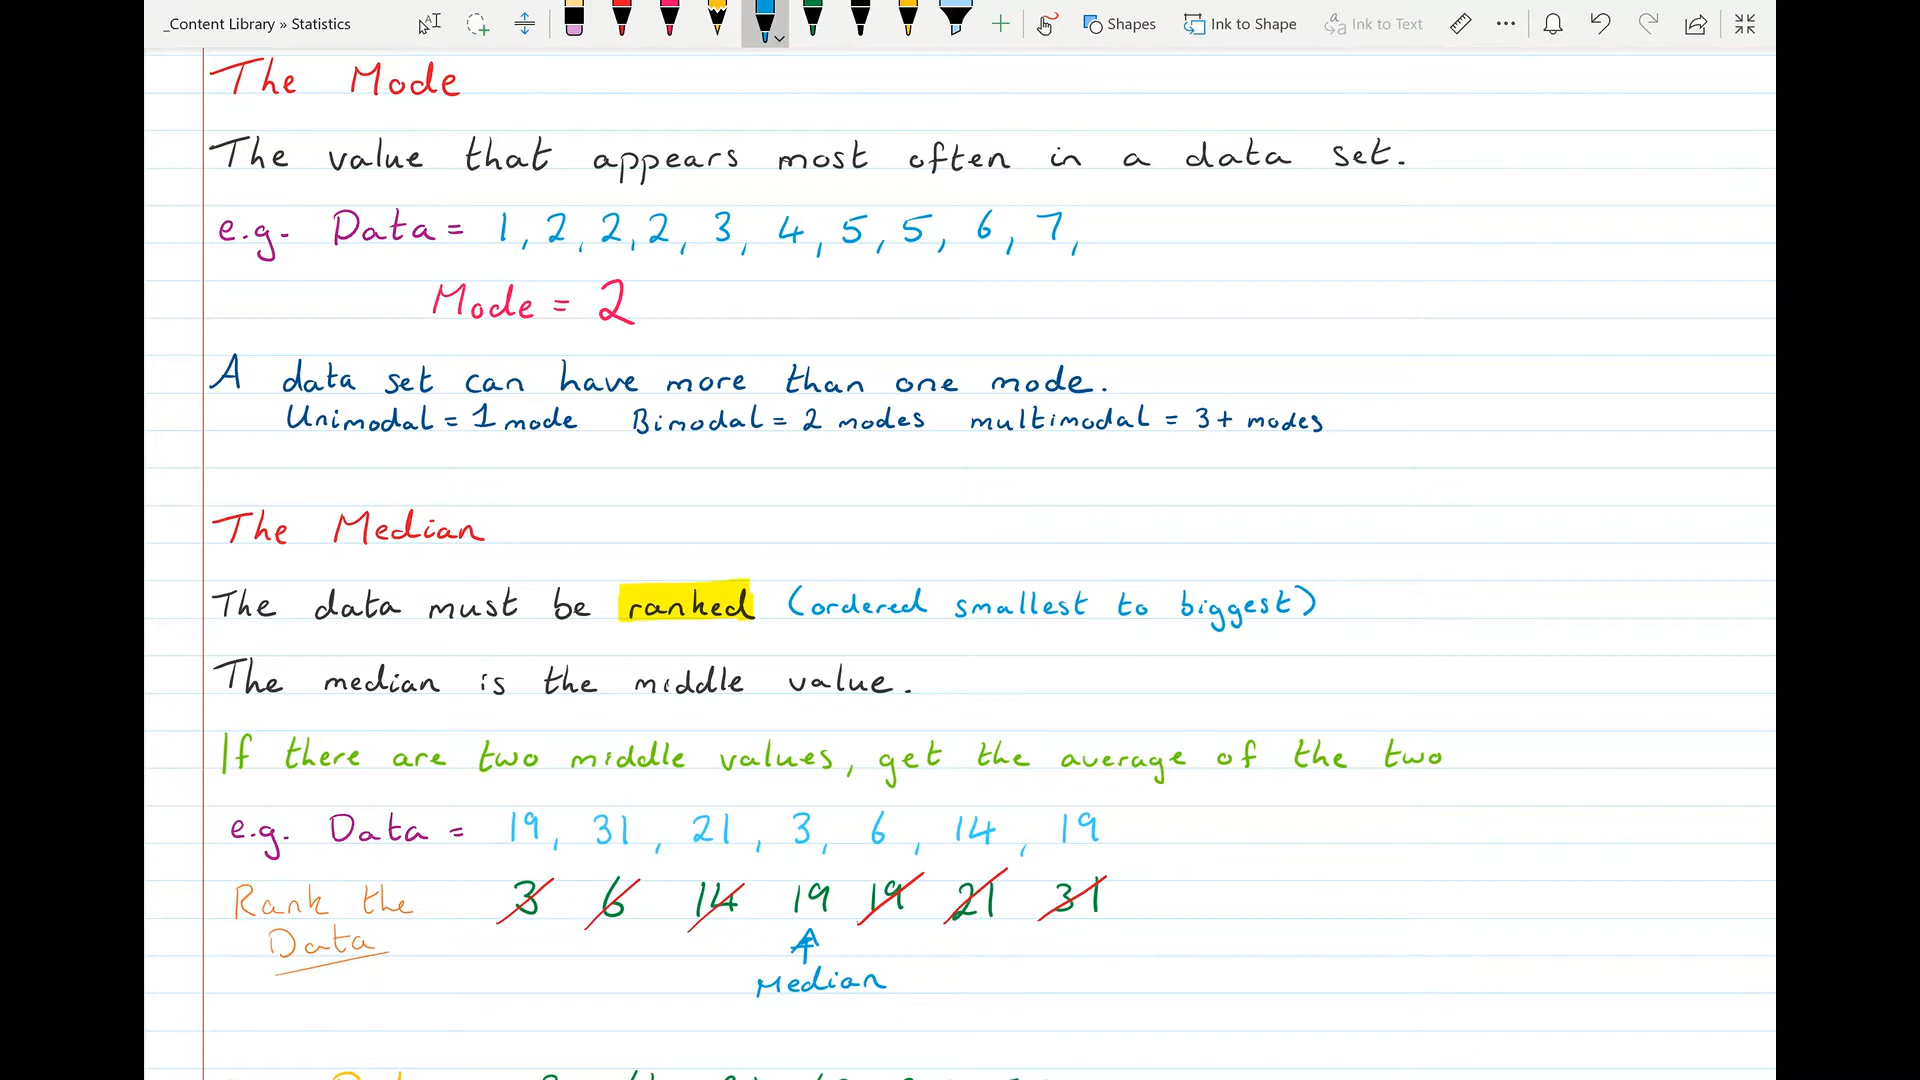 _Content Library » Statistics Shapes Ink to Shape Ink to Text
The Mode
The value that appears most often in a data set.
e.g. Data = 1, 2, 2, 2, 3, 4, 5, 5, 6, 7,
Mode = 2
A data set can have more than one mode.
Unimodal = 1 mode Bimodal = 2 modes multimodal = 3+ modes
The Median
The data must be ranked (ordered smallest to biggest)
The median is the middle value.
If there are two middle values, get the average of the two
e.g. Data = 19, 31, 21, 3, 6, 14, 19
Rank the 3 6 14 19 19 21 31
Data
Median